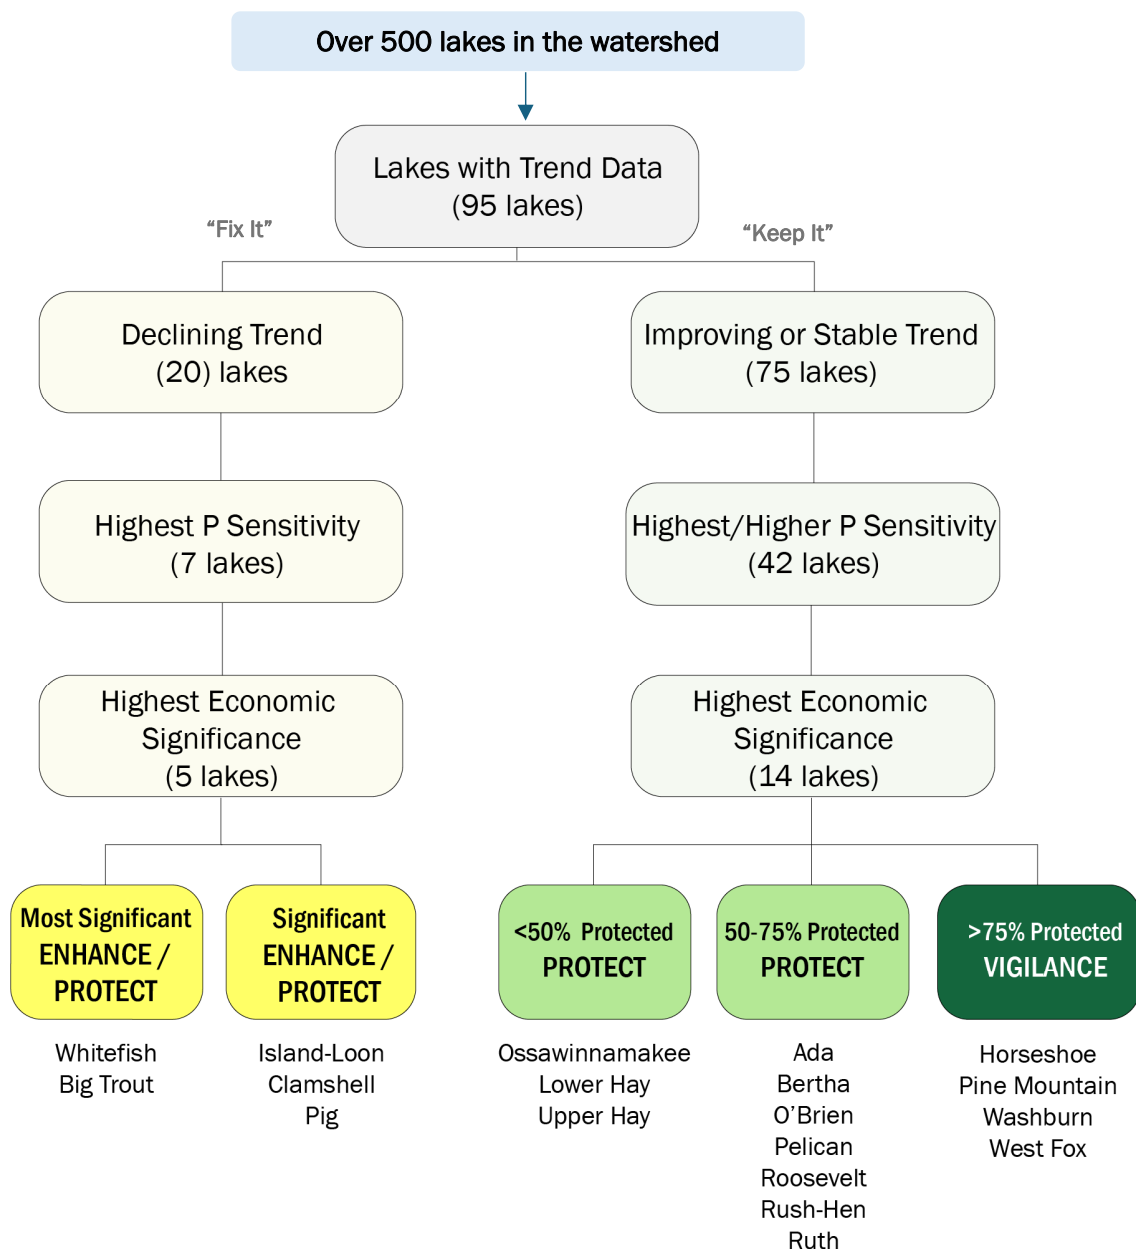 Over 500 lakes in the watershed
Lakes with Trend Data
(95 lakes)
“Fix It”
“Keep It”
Declining Trend
(20) lakes
Improving or Stable Trend
(75 lakes)
Highest P Sensitivity
(7 lakes)
Highest/Higher P Sensitivity
(42 lakes)
Highest Economic
Significance
(5 lakes)
Highest Economic
Significance
(14 lakes)
Most Significant
ENHANCE /
PROTECT
Significant
ENHANCE /
PROTECT
<50% Protected
PROTECT
50-75% Protected
PROTECT
>75% Protected
VIGILANCE
Whitefish
Big Trout
Island-Loon
Clamshell
Pig
Ossawinnamakee
Lower Hay
Upper Hay
Ada
Bertha
O’Brien
Pelican
Roosevelt
Rush-Hen
Ruth
Horseshoe
Pine Mountain
Washburn
West Fox